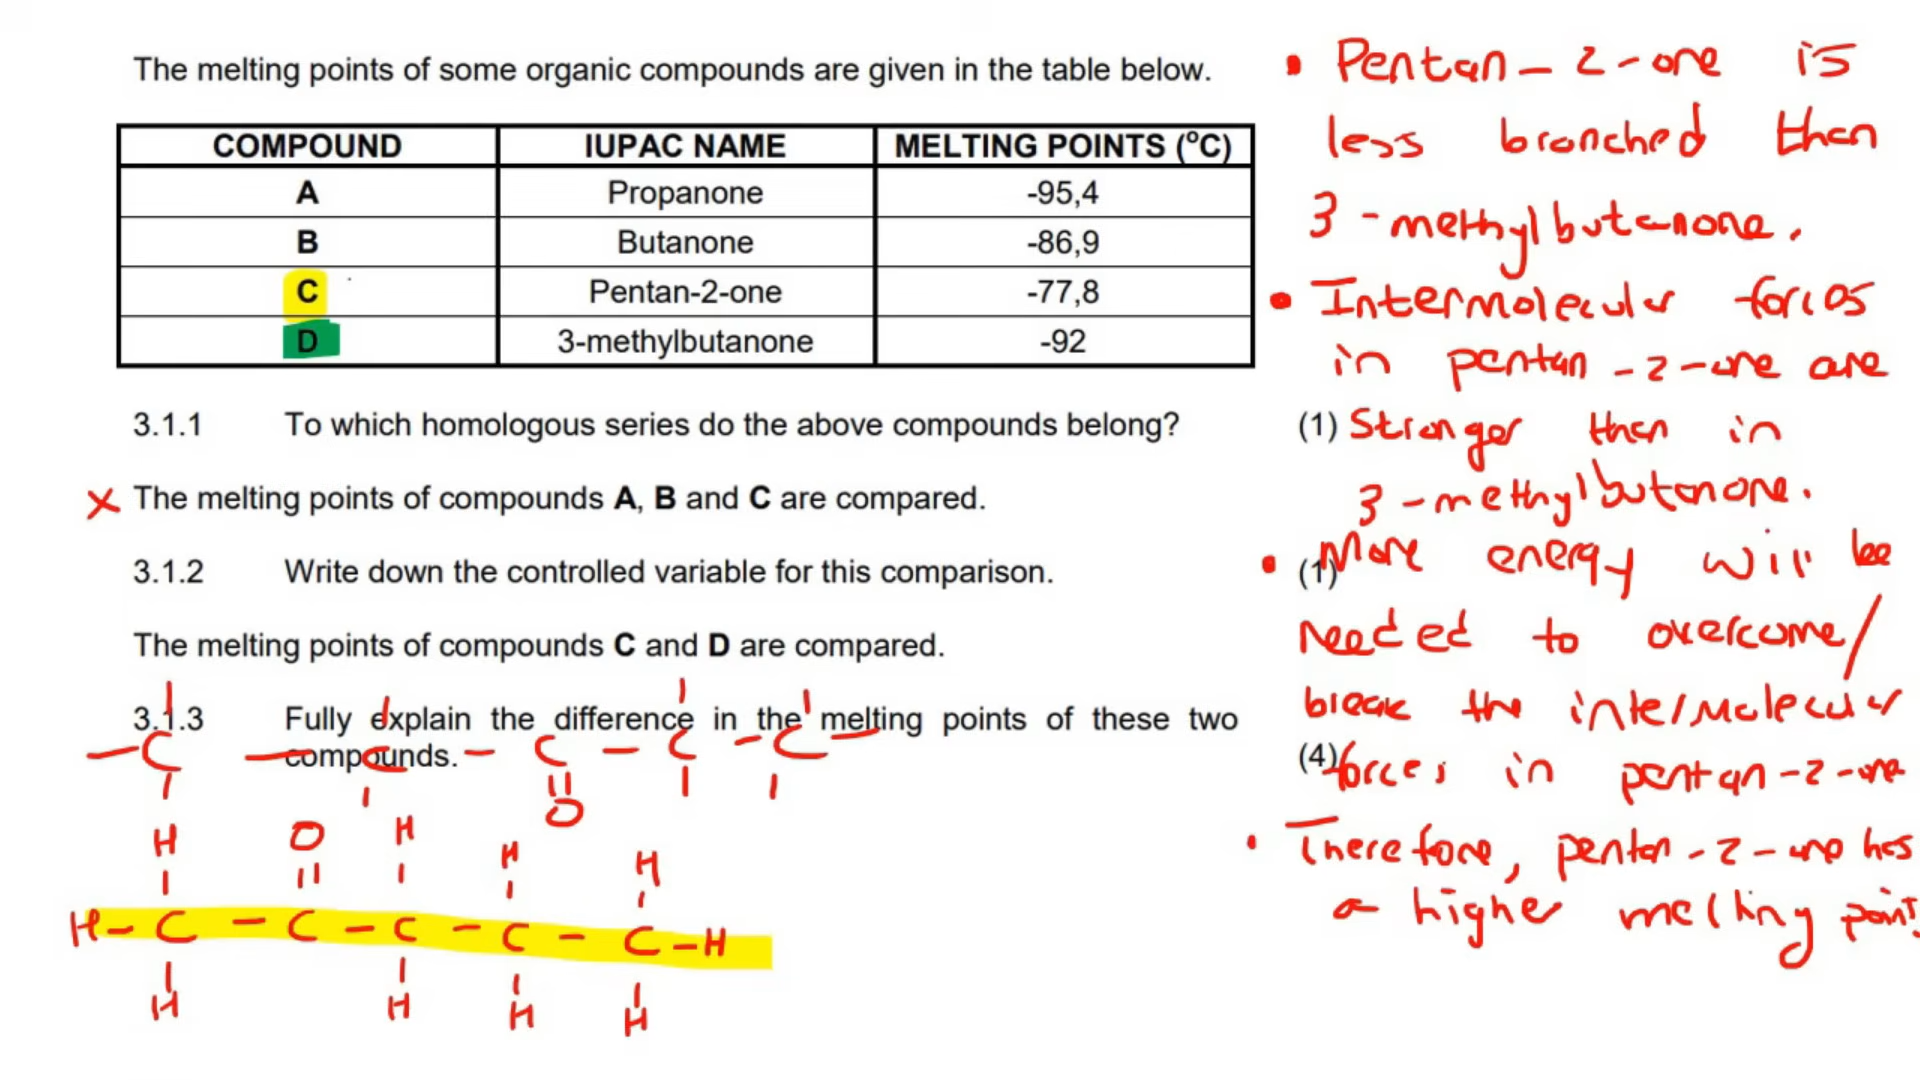 The melting points of some organic compounds are given in the table below.
COMPOUND IUPAC NAME MELTING POINTS (°C)
A Propanone -95,4
B Butanone -86,9
C Pentan-2-one -77,8
D 3-methylbutanone -92
3.1.1 To which homologous series do the above compounds belong? (1)
X The melting points of compounds A, B and C are compared.
3.1.2 Write down the controlled variable for this comparison. (1)
The melting points of compounds C and D are compared.
3.1.3 Fully explain the difference in the melting points of these two
compounds. (4)
- C - C - C - C - C -
O
H O H H H
H - C - C - C - C - C - H
H H H H
• Pentan-2-one is
less branched than
3-methylbutanone.
• Intermolecular forces
in pentan-2-one are
Stronger than in
3-methylbutanone.
• More energy will be
needed to overcome/
break the intermolecular
forces in pentan-2-one
• Therefore, pentan-2-one has
a higher melting point.